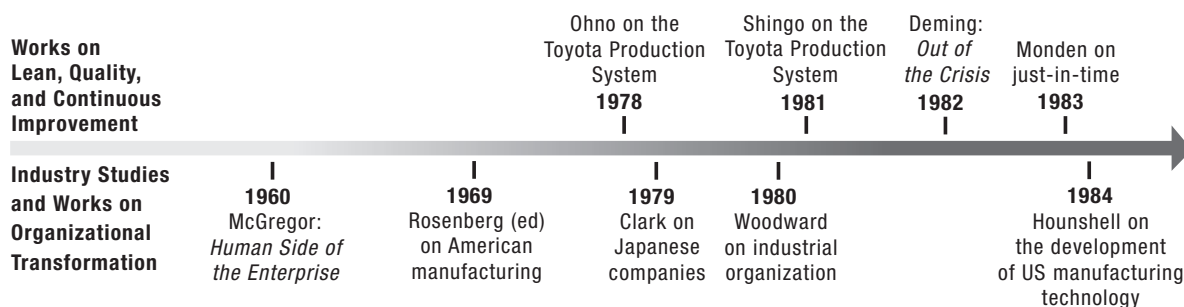 Works on
Lean, Quality,
and Continuous
Improvement
Ohno on the
Toyota Production
System
1978
Shingo on the
Toyota Production
System
1981
Deming:
Out of
the Crisis
1982
Monden on
just-in-time
1983
Industry Studies
and Works on
Organizational
Transformation
1960
McGregor:
Human Side of
the Enterprise
1969
Rosenberg (ed)
on American
manufacturing
1979
Clark on
Japanese
companies
1980
Woodward
on industrial
organization
1984
Hounshell on
the development
of US manufacturing
technology